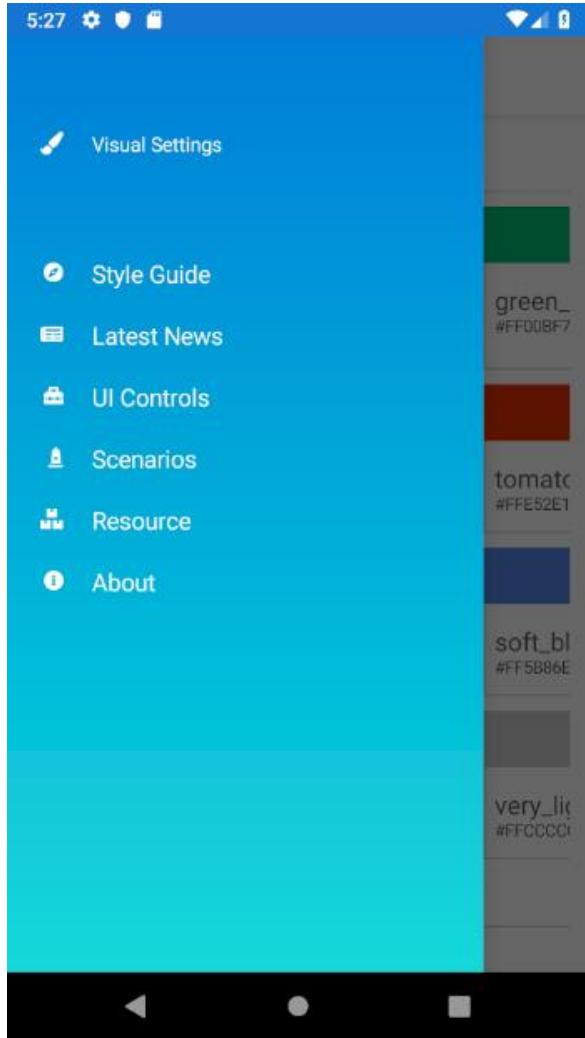 5:27
Visual Settings
Style Guide
Latest News
UI Controls
Scenarios
Resource
About
green_
#FF00BF7
tomato
#FFE52E1
soft_bl
#FF5B86E
very_lig
#FFCCCC